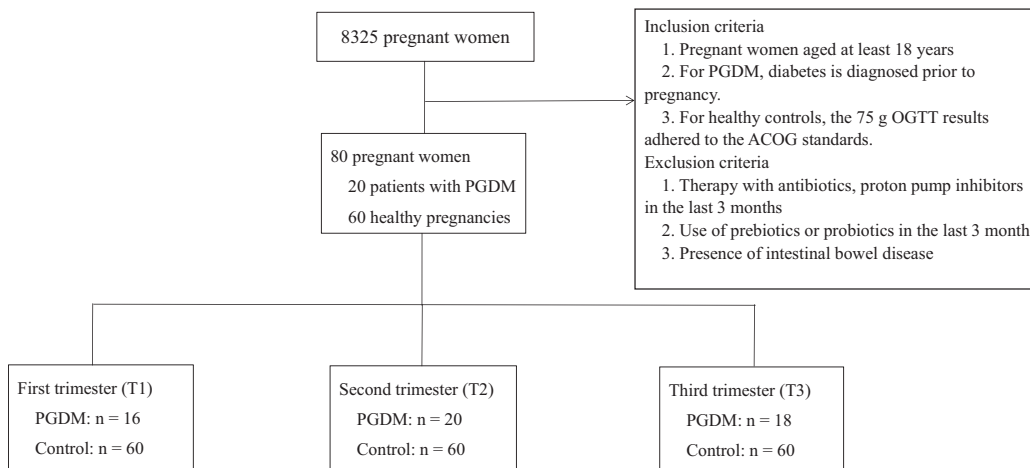 8325 pregnant women
Inclusion criteria
1. Pregnant women aged at least 18 years
2. For PGDM, diabetes is diagnosed prior to
pregnancy.
3. For healthy controls, the 75 g OGTT results
adhered to the ACOG standards.
Exclusion criteria
1. Therapy with antibiotics, proton pump inhibitors
in the last 3 months
2. Use of prebiotics or probiotics in the last 3 month
3. Presence of intestinal bowel disease
80 pregnant women
20 patients with PGDM
60 healthy pregnancies
First trimester (T1)
PGDM: n = 16
Control: n = 60
Second trimester (T2)
PGDM: n = 20
Control: n = 60
Third trimester (T3)
PGDM: n = 18
Control: n = 60